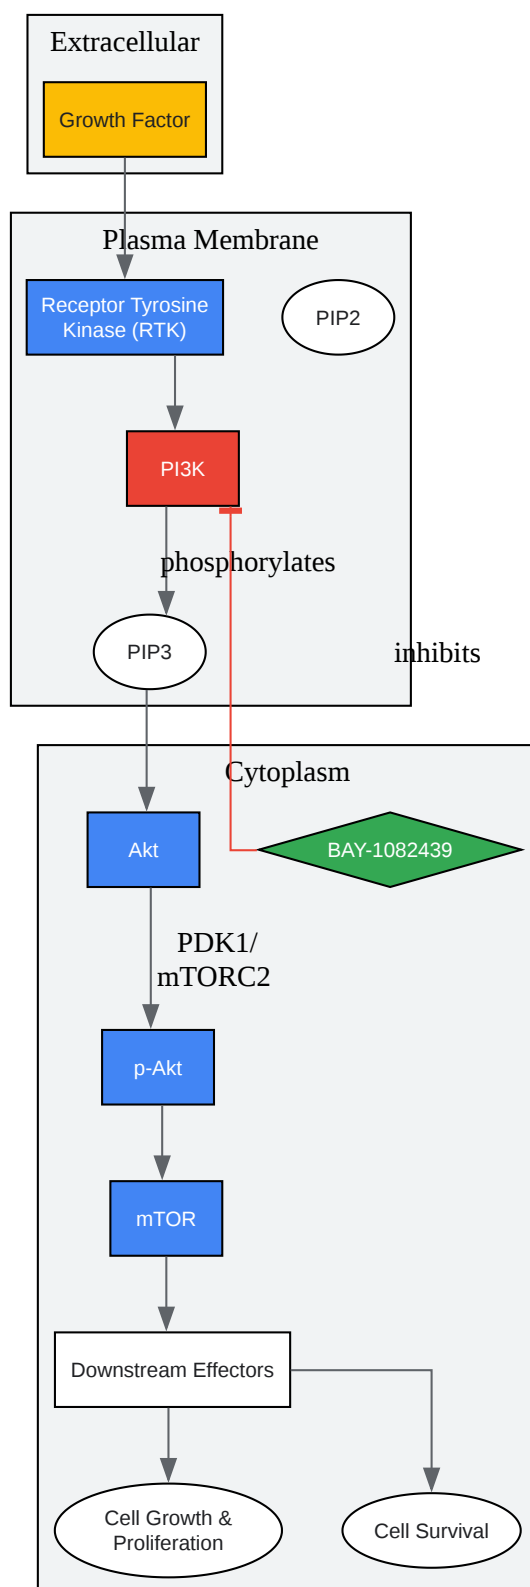 Extracellular
Growth Factor
Plasma Membrane
Receptor Tyrosine
Kinase (RTK)
PIP2
PI3K
phosphorylates
PIP3
inhibits
Cytoplasm
Akt
BAY-1082439
PDK1/
mTORC2
p-Akt
mTOR
Downstream Effectors
Cell Growth &
Proliferation
Cell Survival